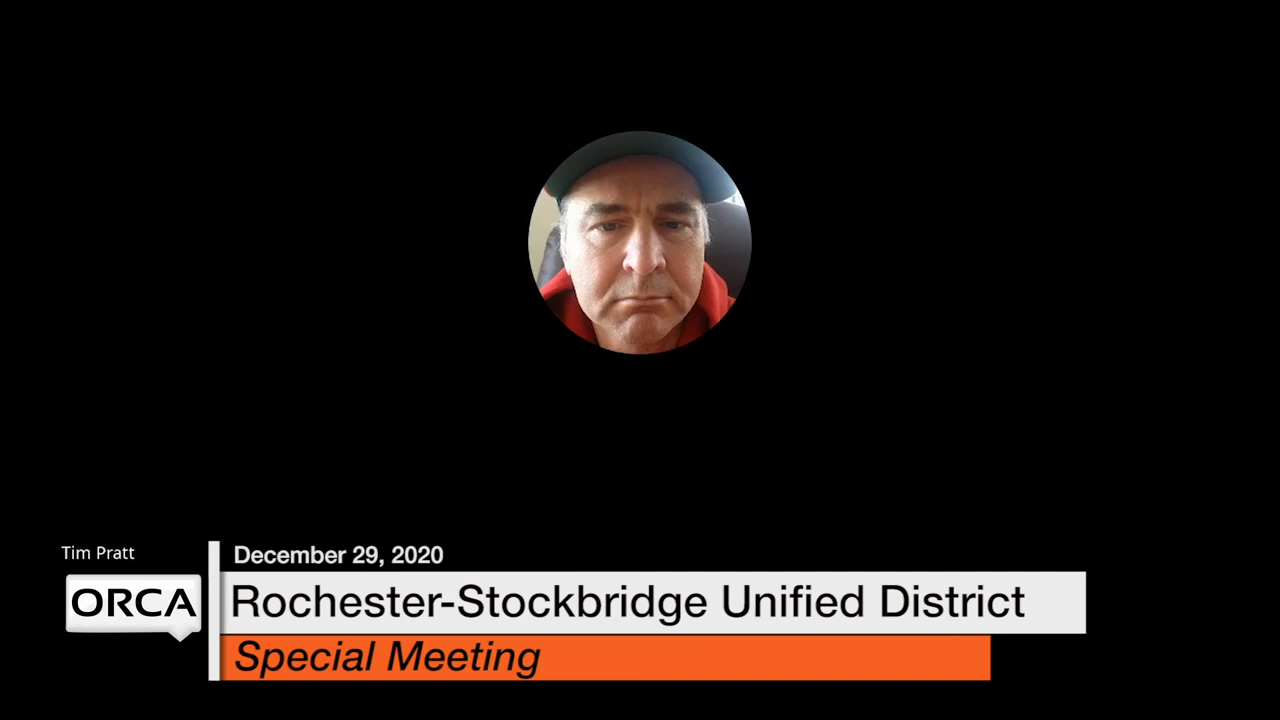 Tim Pratt
December 29, 2020
ORCA
Rochester-Stockbridge Unified District
Special Meeting